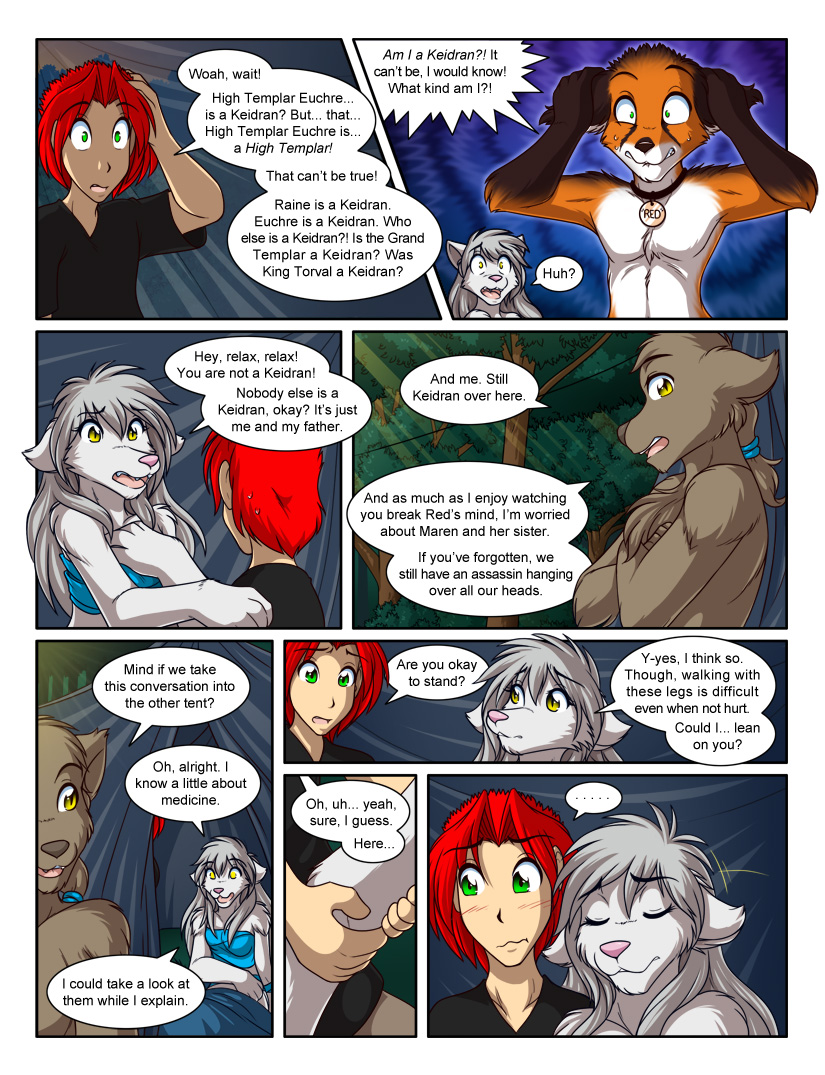 Woah, wait!
High Templar Euchre...
is a Keidran? But... that...
High Templar Euchre is...
a High Templar!
That can't be true!
Raine is a Keidran.
Euchre is a Keidran. Who
else is a Keidran?! Is the Grand
Templar a Keidran? Was
King Torval a Keidran?
Am I a Keidran?! It
can't be, I would know!
What kind am I?!
RED
Huh?
Hey, relax, relax!
You are not a Keidran!
Nobody else is a
Keidran, okay? It's just
me and my father.
And me. Still
Keidran over here.
And as much as I enjoy watching
you break Red's mind, I'm worried
about Maren and her sister.
If you've forgotten, we
still have an assassin hanging
over all our heads.
Mind if we take
this conversation into
the other tent?
Oh, alright. I
know a little about
medicine.
I could take a look at
them while I explain.
Are you okay
to stand?
Y-yes, I think so.
Though, walking with
these legs is difficult
even when not hurt.
Could I... lean
on you?
Oh, uh... yeah,
sure, I guess.
Here...
. . . . .